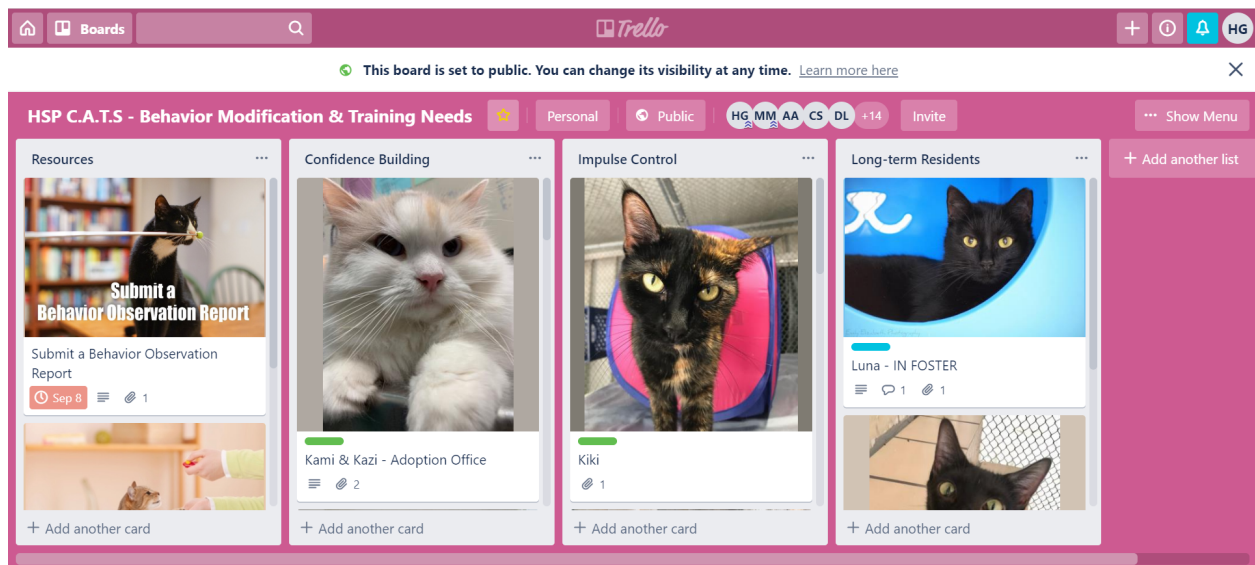 Boards
Trello
HG
This board is set to public. You can change its visibility at any time. Learn more here
HSP C.A.T.S - Behavior Modification & Training Needs
Personal
Public
HG MM AA CS DL +14
Invite
··· Show Menu
Resources
Submit a
Behavior Observation Report
Submit a Behavior Observation
Report
Sep 8
1
+ Add another card
Confidence Building
Kami & Kazi - Adoption Office
2
+ Add another card
Impulse Control
Kiki
1
+ Add another card
Long-term Residents
Luna - IN FOSTER
1 1
+ Add another card
+ Add another list